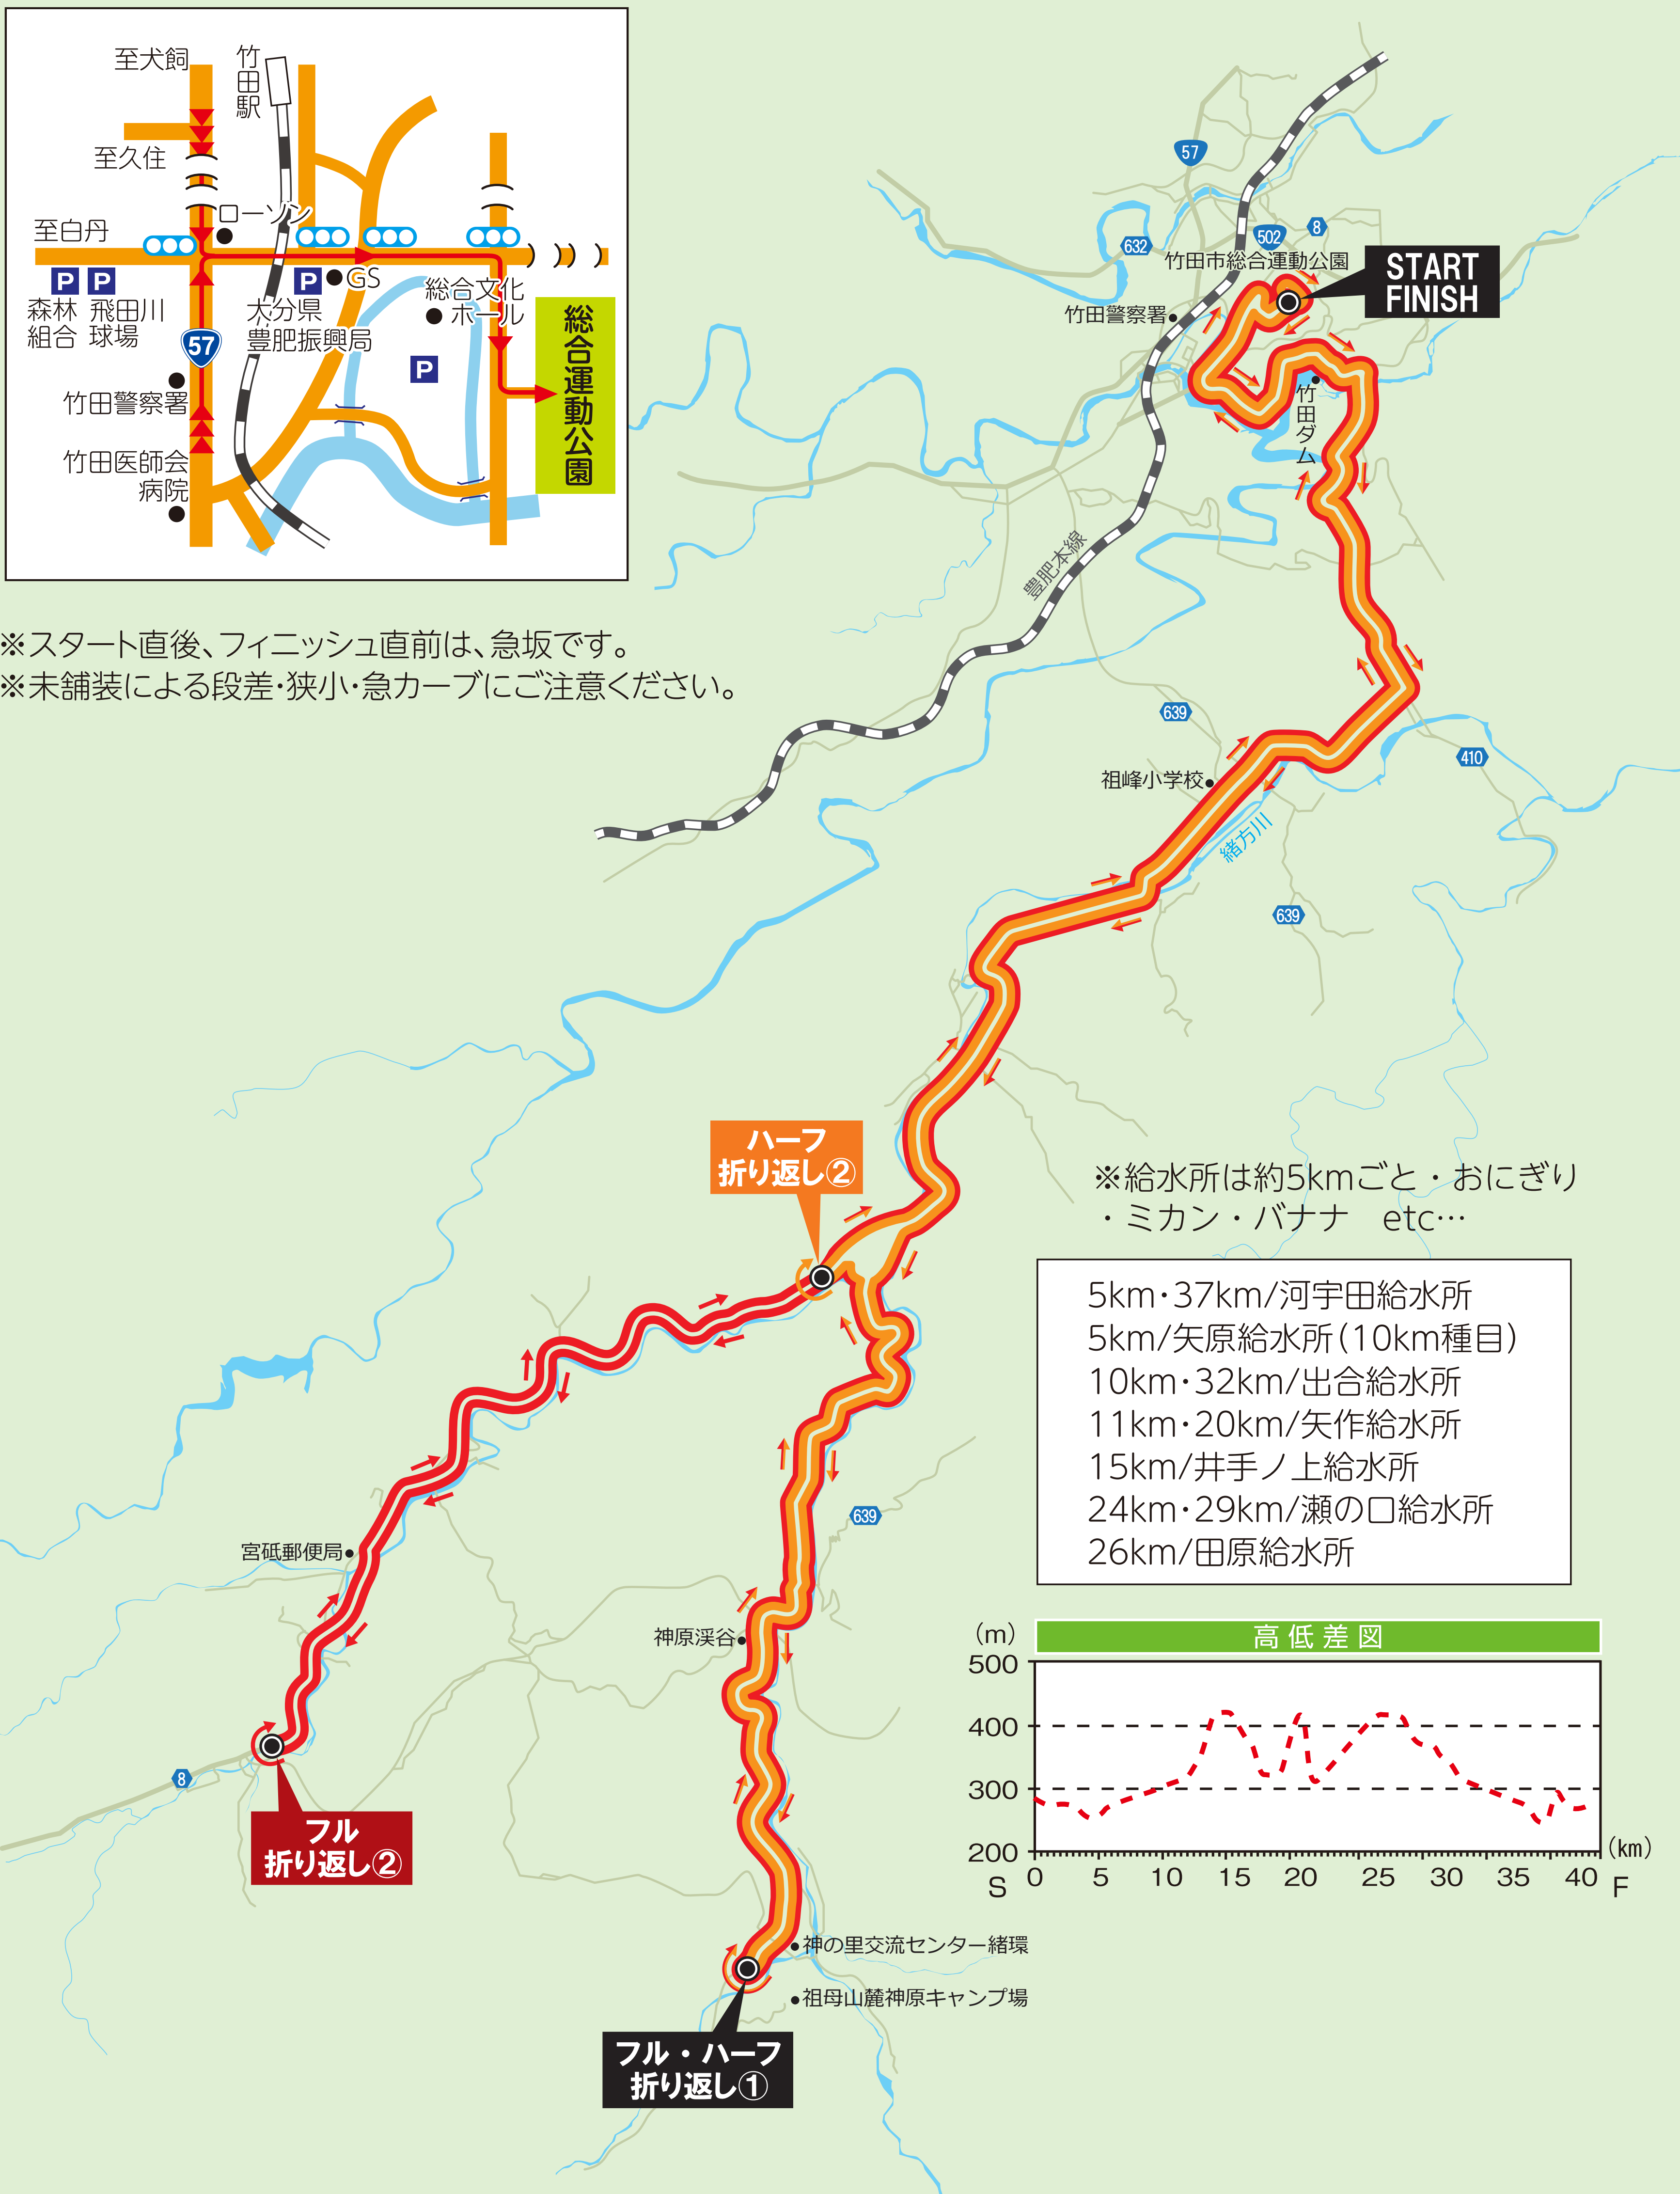 至犬飼
竹田駅
至久住
ローソン
至白丹
P
P
P
GS
森林
組合
飛田川
球場
大分県
豊肥振興局
総合文化
ホール
57
P
総合運動公園
竹田警察署
竹田医師会
病院
※スタート直後、フィニッシュ直前は、急坂です。
※未舗装による段差・狭小・急カーブにご注意ください。
57
632
502
8
竹田市総合運動公園
START
FINISH
竹田警察署
竹田ダム
豊肥本線
639
410
祖峰小学校
緒方川
639
ハーフ
折り返し②
※給水所は約5kmごと・おにぎり
・ミカン・バナナ　etc…
5km・37km/河宇田給水所
5km/矢原給水所(10km種目)
10km・32km/出合給水所
11km・20km/矢作給水所
15km/井手ノ上給水所
24km・29km/瀬の口給水所
26km/田原給水所
639
宮砥郵便局
神原渓谷
8
フル
折り返し②
高低差図
(m)
500
400
300
200
(km)
S 0 5 10 15 20 25 30 35 40 F
神の里交流センター緒環
祖母山麓神原キャンプ場
フル・ハーフ
折り返し①